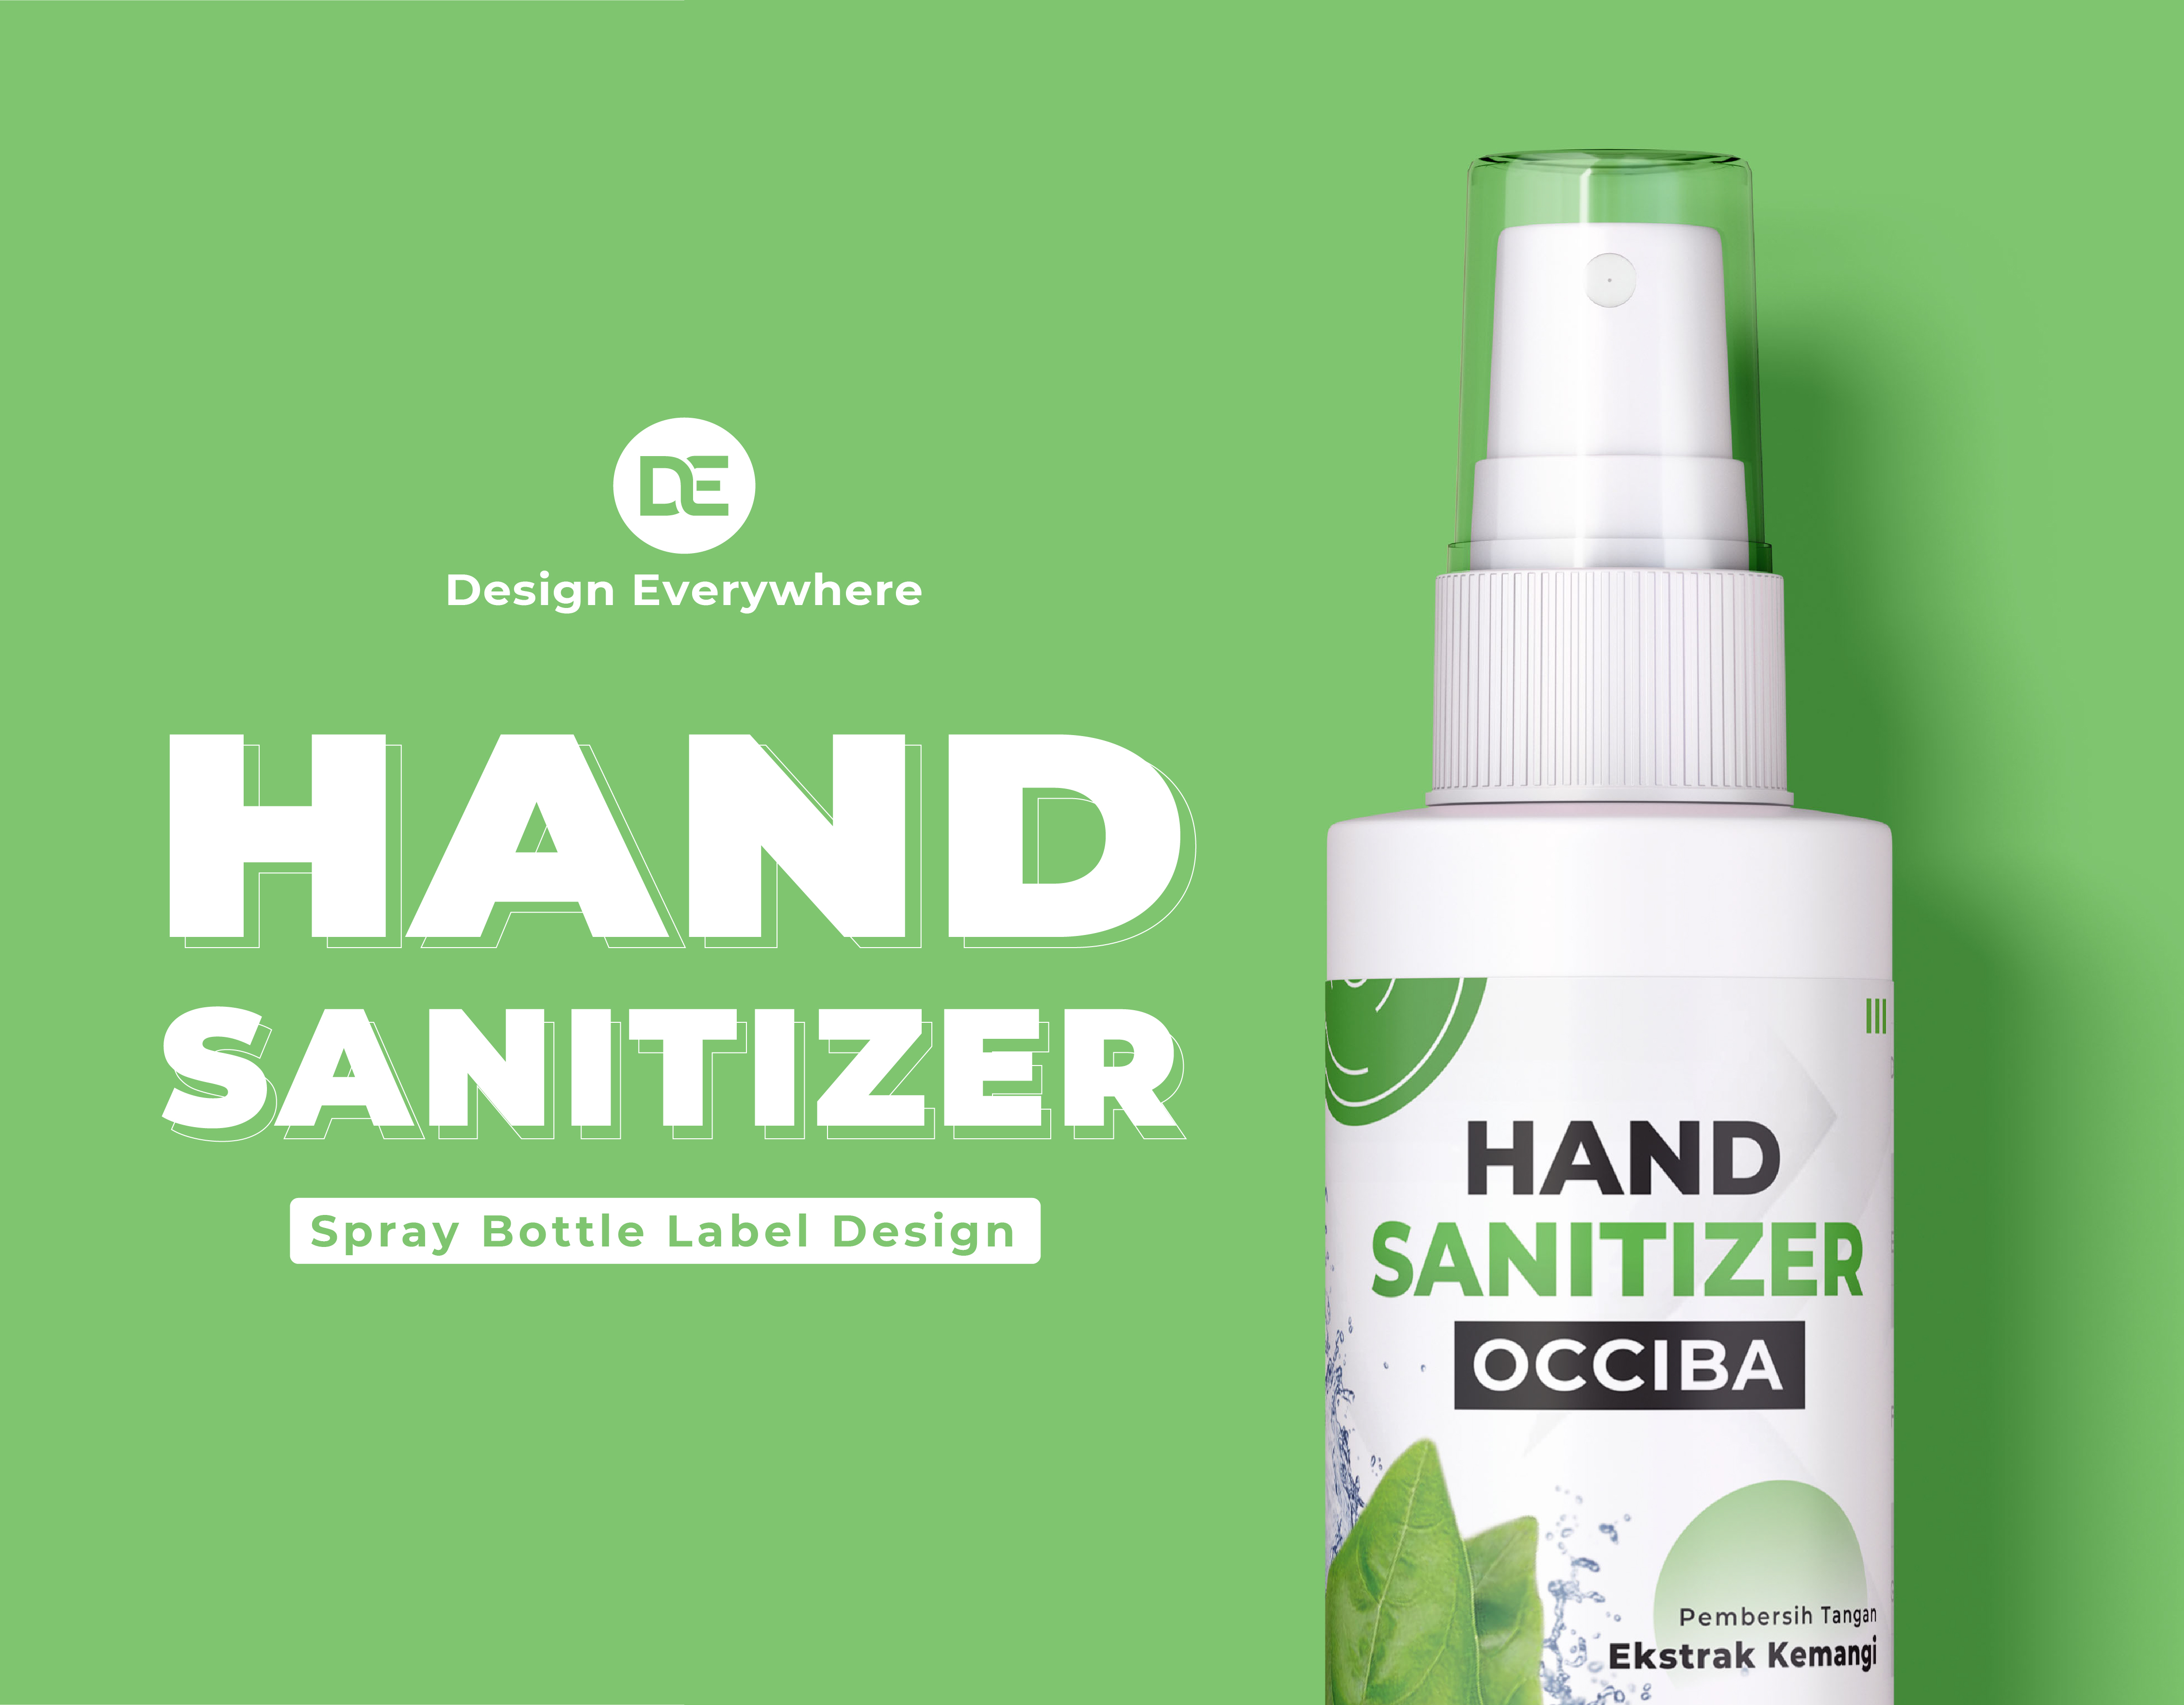 DE
Design Everywhere
HAND
SANITIZER
Spray Bottle Label Design
HAND
SANITIZER
OCCIBA
Pembersih Tangan
Ekstrak Kemangi